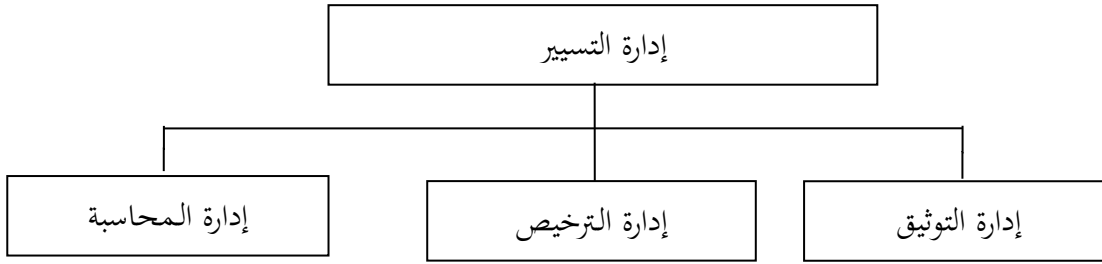 إدارة التسيير
إدارة التوثيق
إدارة الترخيص
إدارة المحاسبة